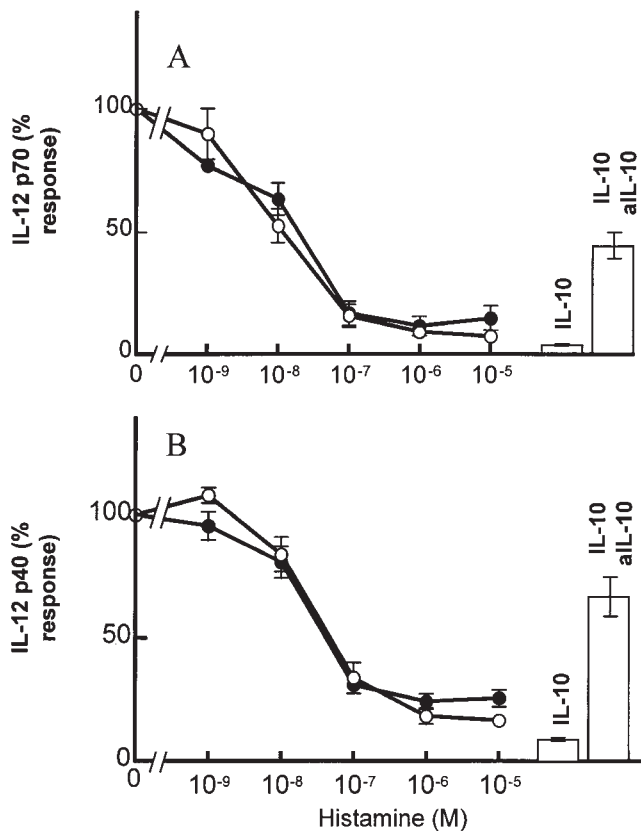 A
IL-12 p70 (%
response)
100
50
0
0
10-9
10-8
10-7
10-6
10-5
IL-10
IL-10
aIL-10
B
IL-12 p40 (%
response)
100
50
0
0
10-9
10-8
10-7
10-6
10-5
IL-10
IL-10
aIL-10
Histamine (M)